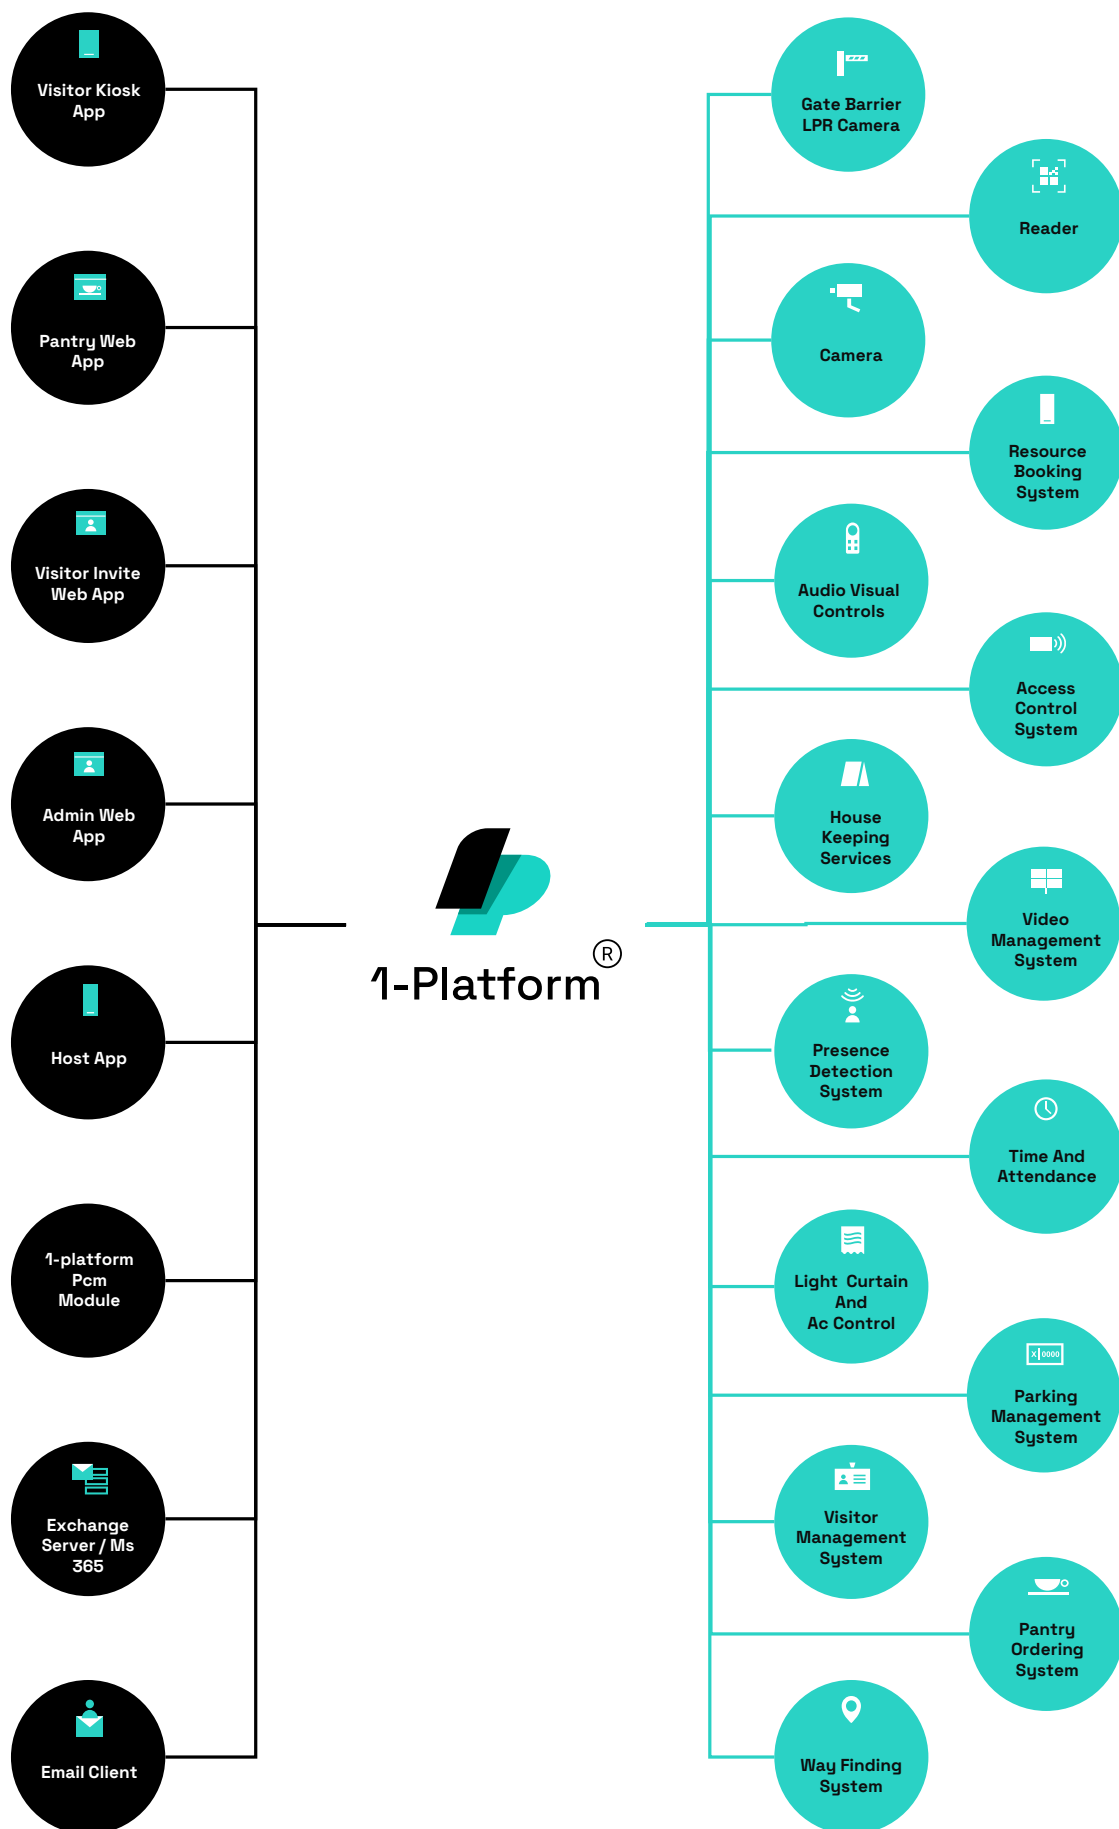 Visitor Kiosk
App
Pantry Web
App
Visitor Invite
Web App
Admin Web
App
Host App
1-platform
Pcm
Module
Exchange
Server / Ms
365
Email Client
1-Platform®
Gate Barrier
LPR Camera
Reader
Camera
Resource
Booking
System
Audio Visual
Controls
Access
Control
System
House
Keeping
Services
Video
Management
System
Presence
Detection
System
Time And
Attendance
Light Curtain
And
Ac Control
X|0000
Parking
Management
System
Visitor
Management
System
Pantry
Ordering
System
Way Finding
System